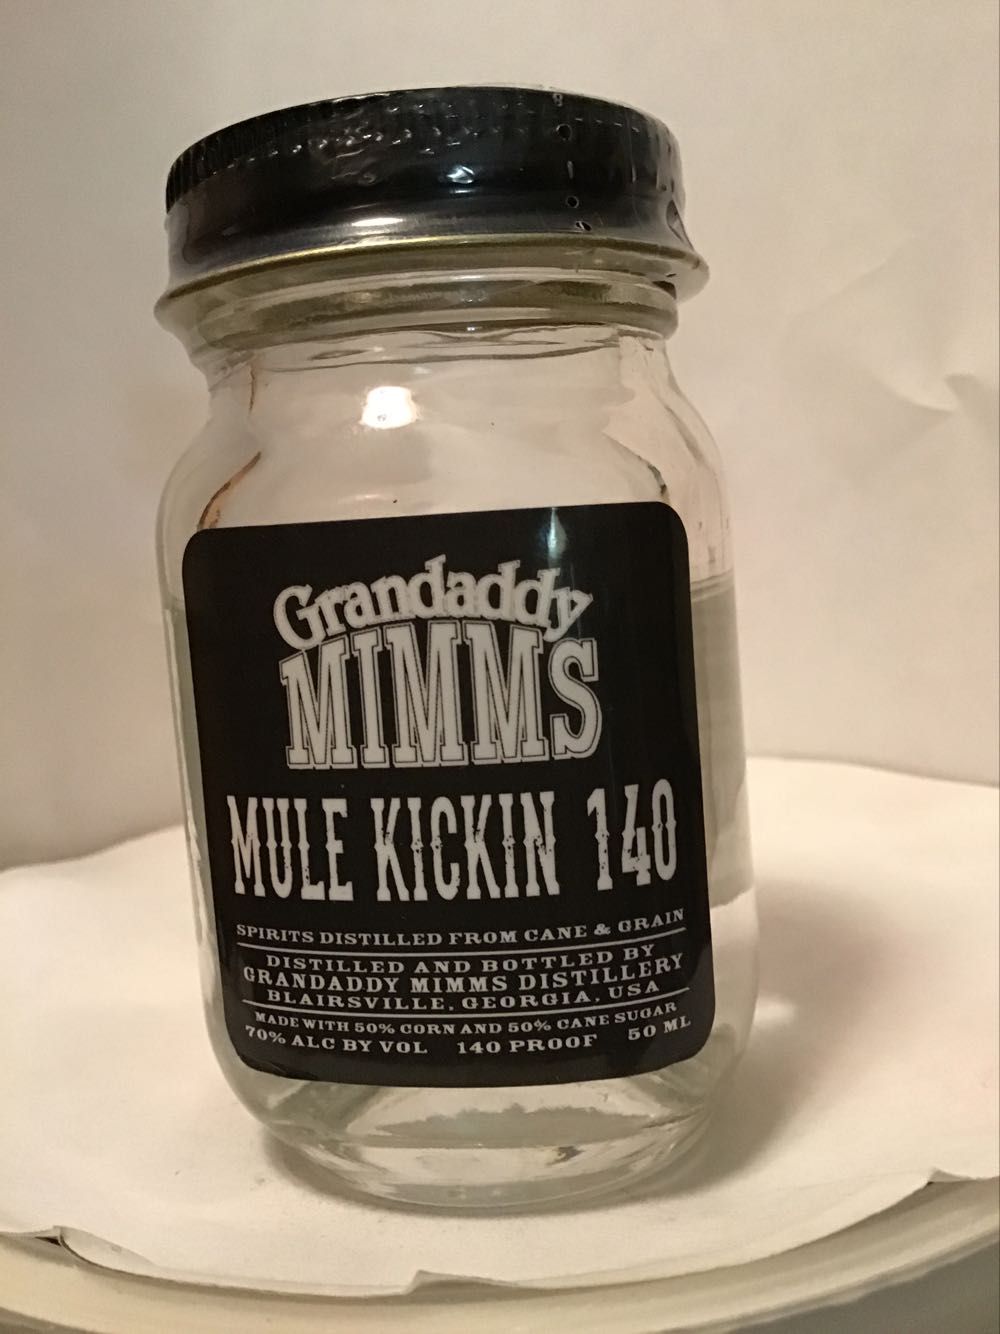 Grandaddy
MIMMS
MULE KICKIN 140
SPIRITS DISTILLED FROM CANE & GRAIN
DISTILLED AND BOTTLED BY
GRANDADDY MIMMS DISTILLERY
BLAIRSVILLE, GEORGIA, USA
MADE WITH 50% CORN AND 50% CANE SUGAR
70% ALC BY VOL 140 PROOF 50 ML